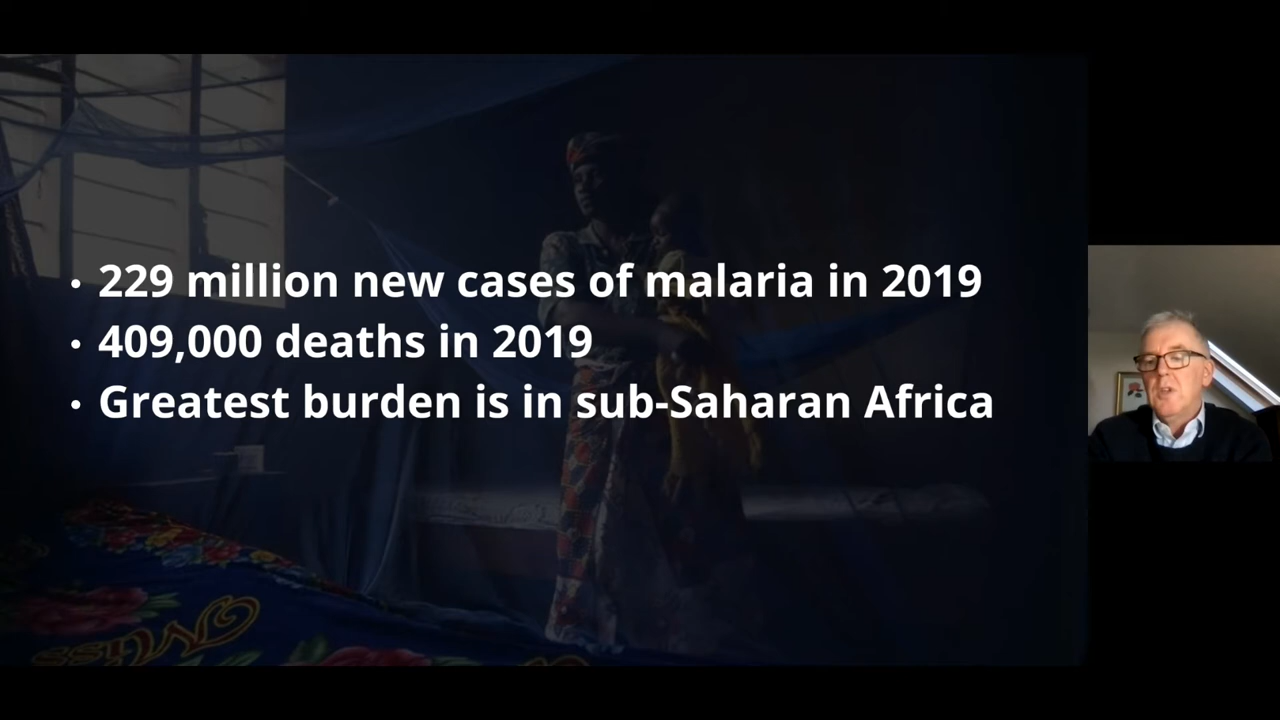 • 229 million new cases of malaria in 2019
• 409,000 deaths in 2019
• Greatest burden is in sub-Saharan Africa